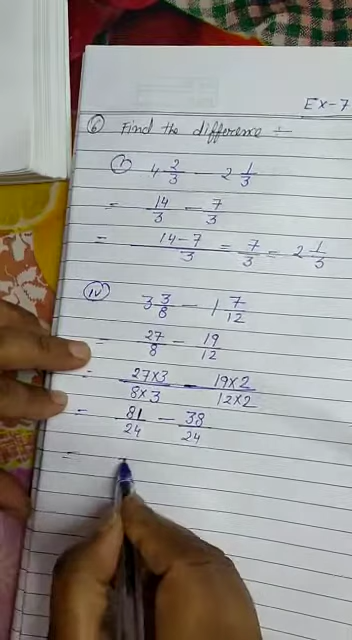 Ex-7
6 Find the difference :-
i 4 2/3 2 1/3
= 14/3 - 7/3
= 14-7/3 = 7/3 = 2 1/3
iv 3 3/8 - 1 7/12
= 27/8 - 19/12
= 27×3/8×3 - 19×2/12×2
= 81/24 - 38/24
=